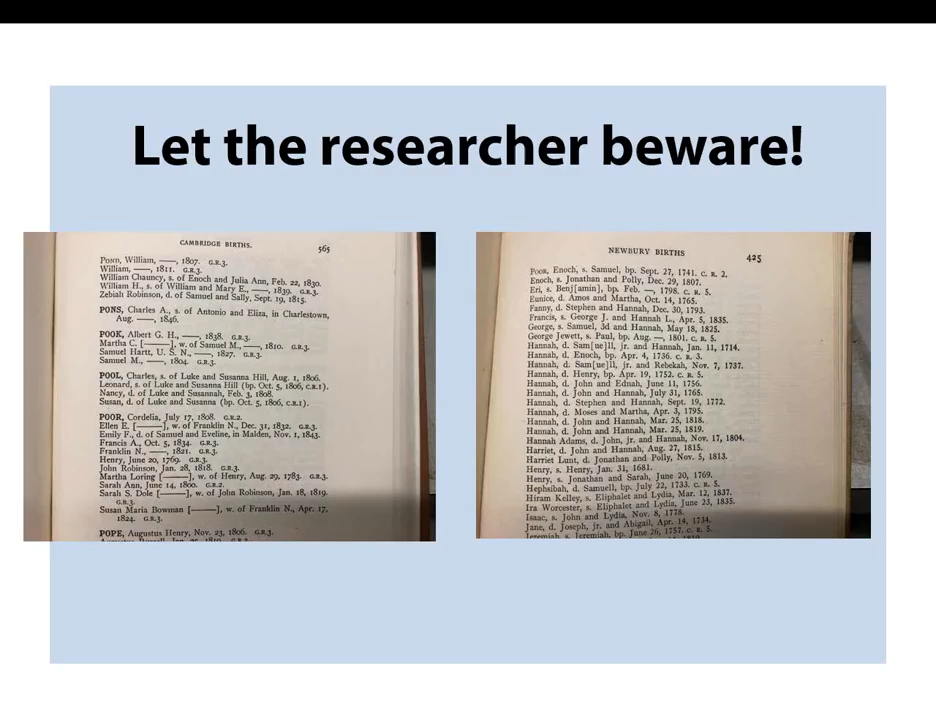 Let the researcher beware!
CAMBRIDGE BIRTHS.
565
POND, William, ——, 1807. G.R.3.
William, ——, 1811. G.R.3.
William Chauncy, s. of Enoch and Julia Ann, Feb. 22, 1830.
William H., s. of William and Mary E., ——, 1839. G.R.3.
Zebiah Robinson, d. of Samuel and Sally, Sept. 19, 1815.
PONS, Charles A., s. of Antonio and Eliza, in Charlestown,
Aug. ——, 1846.
POOK, Albert G. H., ——, 1838. G.R.3.
Martha C. [——], w. of Samuel M., ——, 1810. G.R.3.
Samuel Hartt, U. S. N., ——, 1827. G.R.3.
Samuel M., ——, 1804. G.R.3.
POOL, Charles, s. of Luke and Susanna Hill, Aug. 1, 1806.
Leonard, s. of Luke and Susanna Hill (bp. Oct. 5, 1806, C.R.1).
Nancy, d. of Luke and Susannah, Feb. 3, 1808.
Susan, d. of Luke and Susanna (bp. Oct. 5, 1806, C.R.1).
POOR, Cordelia, July 17, 1808. G.R.2.
Ellen E. [——], w. of Franklin N., Dec. 31, 1832. G.R.3.
Emily F., d. of Samuel and Eveline, in Malden, Nov. 1, 1843.
Francis A., Oct. 5, 1834. G.R.3.
Franklin N., ——, 1821. G.R.3.
Henry, June 20, 1769. G.R.3.
John Robinson, Jan. 28, 1818. G.R.3.
Martha Loring [——], w. of Henry, Aug. 29, 1783. G.R.3.
Sarah Ann, June 14, 1800. G.R.2.
Sarah S. Dole [——], w. of John Robinson, Jan. 18, 1819.
G.R.3.
Susan Maria Bowman [——], w. of Franklin N., Apr. 17,
1824. G.R.3.
POPE, Augustus Henry, Nov. 23, 1806. G.R.3.
NEWBURY BIRTHS
425
POOR, Enoch, s. Samuel, bp. Sept. 27, 1741. C. R. 2.
Enoch, s. Jonathan and Polly, Dec. 29, 1807.
Eri, s. Benj[amin], bp. Feb. —, 1798. C. R. 5.
Eunice, d. Amos and Martha, Oct. 14, 1765.
Fanny, d. Stephen and Hannah, Dec. 30, 1793.
Francis, s. George J. and Hannah L., Apr. 5, 1835.
George, s. Samuel, 3d and Hannah, May 18, 1825.
George Jewett, s. Paul, bp. Aug. —, 1801. C. R. 5.
Hannah, d. Sam[ue]ll, jr. and Hannah, Jan. 11, 1714.
Hannah, d. Enoch, bp. Apr. 4, 1736. C. R. 3.
Hannah, d. Sam[ue]ll, jr. and Rebekah, Nov. 7, 1737.
Hannah, d. Henry, bp. Apr. 19, 1752. C. R. 5.
Hannah, d. John and Ednah, June 11, 1756.
Hannah, d. John and Hannah, July 31, 1765.
Hannah, d. Stephen and Hannah, Sept. 19, 1772.
Hannah, d. Moses and Martha, Apr. 3, 1795.
Hannah, d. John and Hannah, Mar. 25, 1818.
Hannah, d. John and Hannah, Mar. 25, 1819.
Hannah Adams, d. John, jr. and Hannah, Nov. 17, 1804.
Harriet, d. John and Hannah, Aug. 27, 1815.
Harriet Lunt, d. Jonathan and Polly, Nov. 5, 1813.
Henry, s. Henry, Jan. 31, 1681.
Henry, s. Jonathan and Sarah, June 20, 1769.
Hephsibah, d. Samuell, bp. July 22, 1733. C. R. 5.
Hiram Kelley, s. Eliphalet and Lydia, Mar. 12, 1837.
Ira Worcester, s. Eliphalet and Lydia, June 23, 1835.
Isaac, s. John and Lydia, Nov. 8, 1778.
Jane, d. Joseph, jr. and Abigail, Apr. 14, 1734.
Jeremiah, s. Jeremiah, bp. June 26, 1757. C. R. 5.